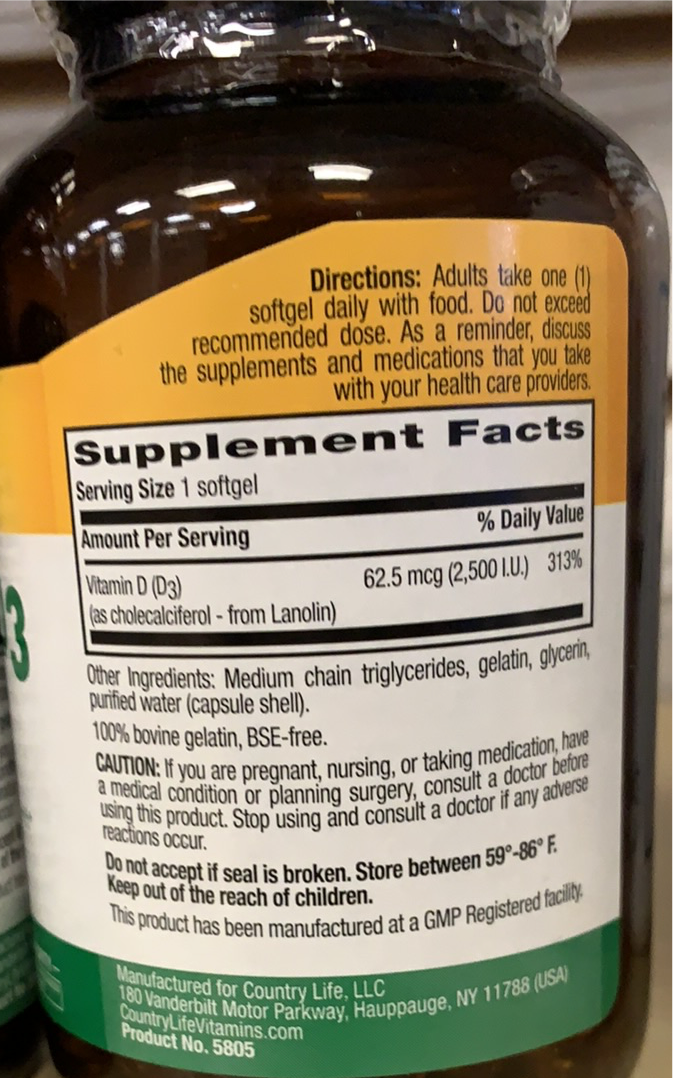 Directions: Adults take one (1)
softgel daily with food. Do not exceed
recommended dose. As a reminder, discuss
the supplements and medications that you take
with your health care providers.
Supplement Facts
Serving Size 1 softgel
Amount Per Serving % Daily Value
Vitamin D (D3) 62.5 mcg (2,500 I.U.) 313%
(as cholecalciferol - from Lanolin)
Other Ingredients: Medium chain triglycerides, gelatin, glycerin,
purified water (capsule shell).
100% bovine gelatin, BSE-free.
CAUTION: If you are pregnant, nursing, or taking medication, have
a medical condition or planning surgery, consult a doctor before
using this product. Stop using and consult a doctor if any adverse
reactions occur.
Do not accept if seal is broken. Store between 59°-86° F.
Keep out of the reach of children.
This product has been manufactured at a GMP Registered facility.
Manufactured for Country Life, LLC
180 Vanderbilt Motor Parkway, Hauppauge, NY 11788 (USA)
CountryLifeVitamins.com
Product No. 5805
3